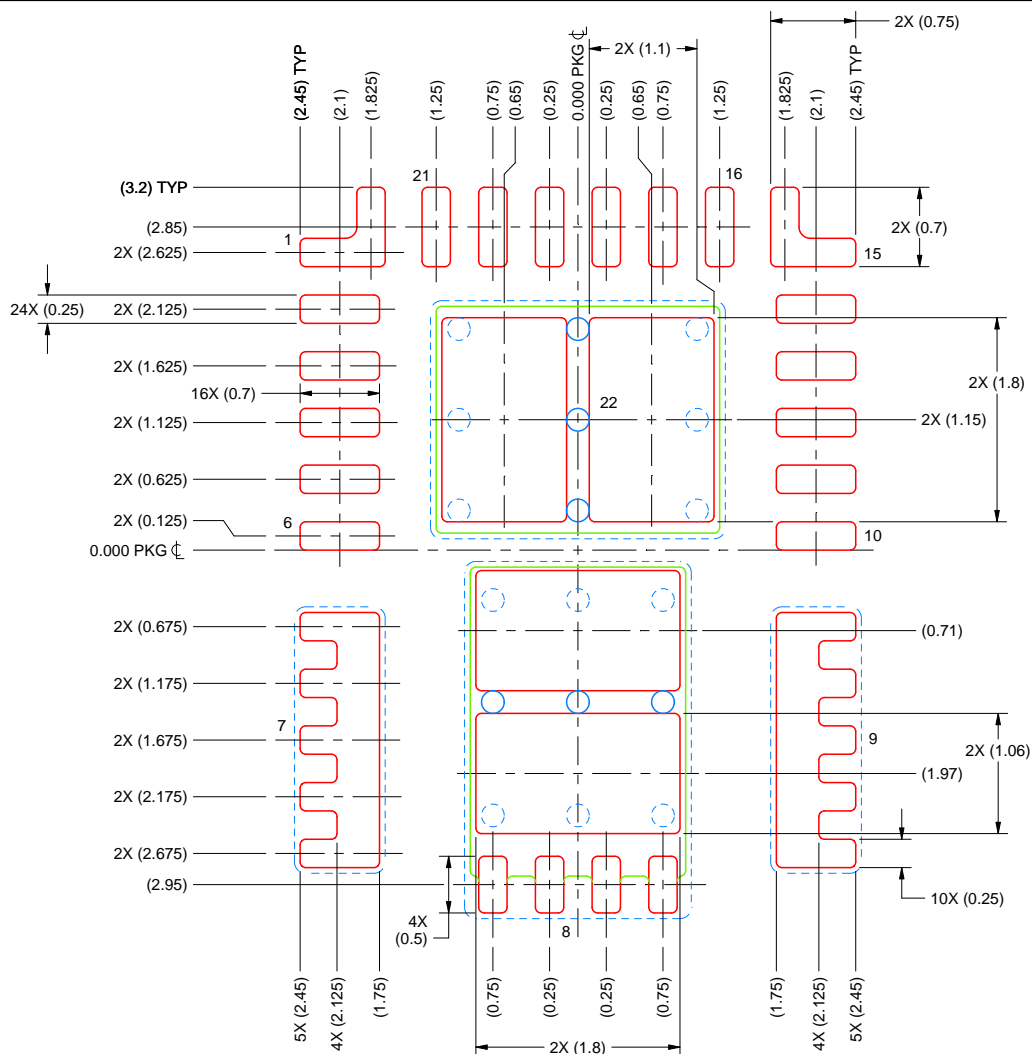 2X (0.75)
2X (1.1)
(2.45) TYP
(2.1)
(1.825)
(1.25)
(0.75)
(0.65)
(0.25)
0.000 PKG ℄
(0.25)
(0.65)
(0.75)
(1.25)
(1.825)
(2.1)
(2.45) TYP
(3.2) TYP
21
16
(2.85)
2X (0.7)
1
15
2X (2.625)
24X (0.25)
2X (2.125)
2X (1.625)
2X (1.8)
16X (0.7)
22
2X (1.125)
2X (1.15)
2X (0.625)
2X (0.125)
6
10
0.000 PKG ℄
2X (0.675)
(0.71)
2X (1.175)
7
9
2X (1.675)
2X (1.06)
(1.97)
2X (2.175)
2X (2.675)
(2.95)
10X (0.25)
4X
(0.5)
8
5X (2.45)
4X (2.125)
(1.75)
(0.75)
(0.25)
(0.25)
(0.75)
(1.75)
4X (2.125)
5X (2.45)
2X (1.8)